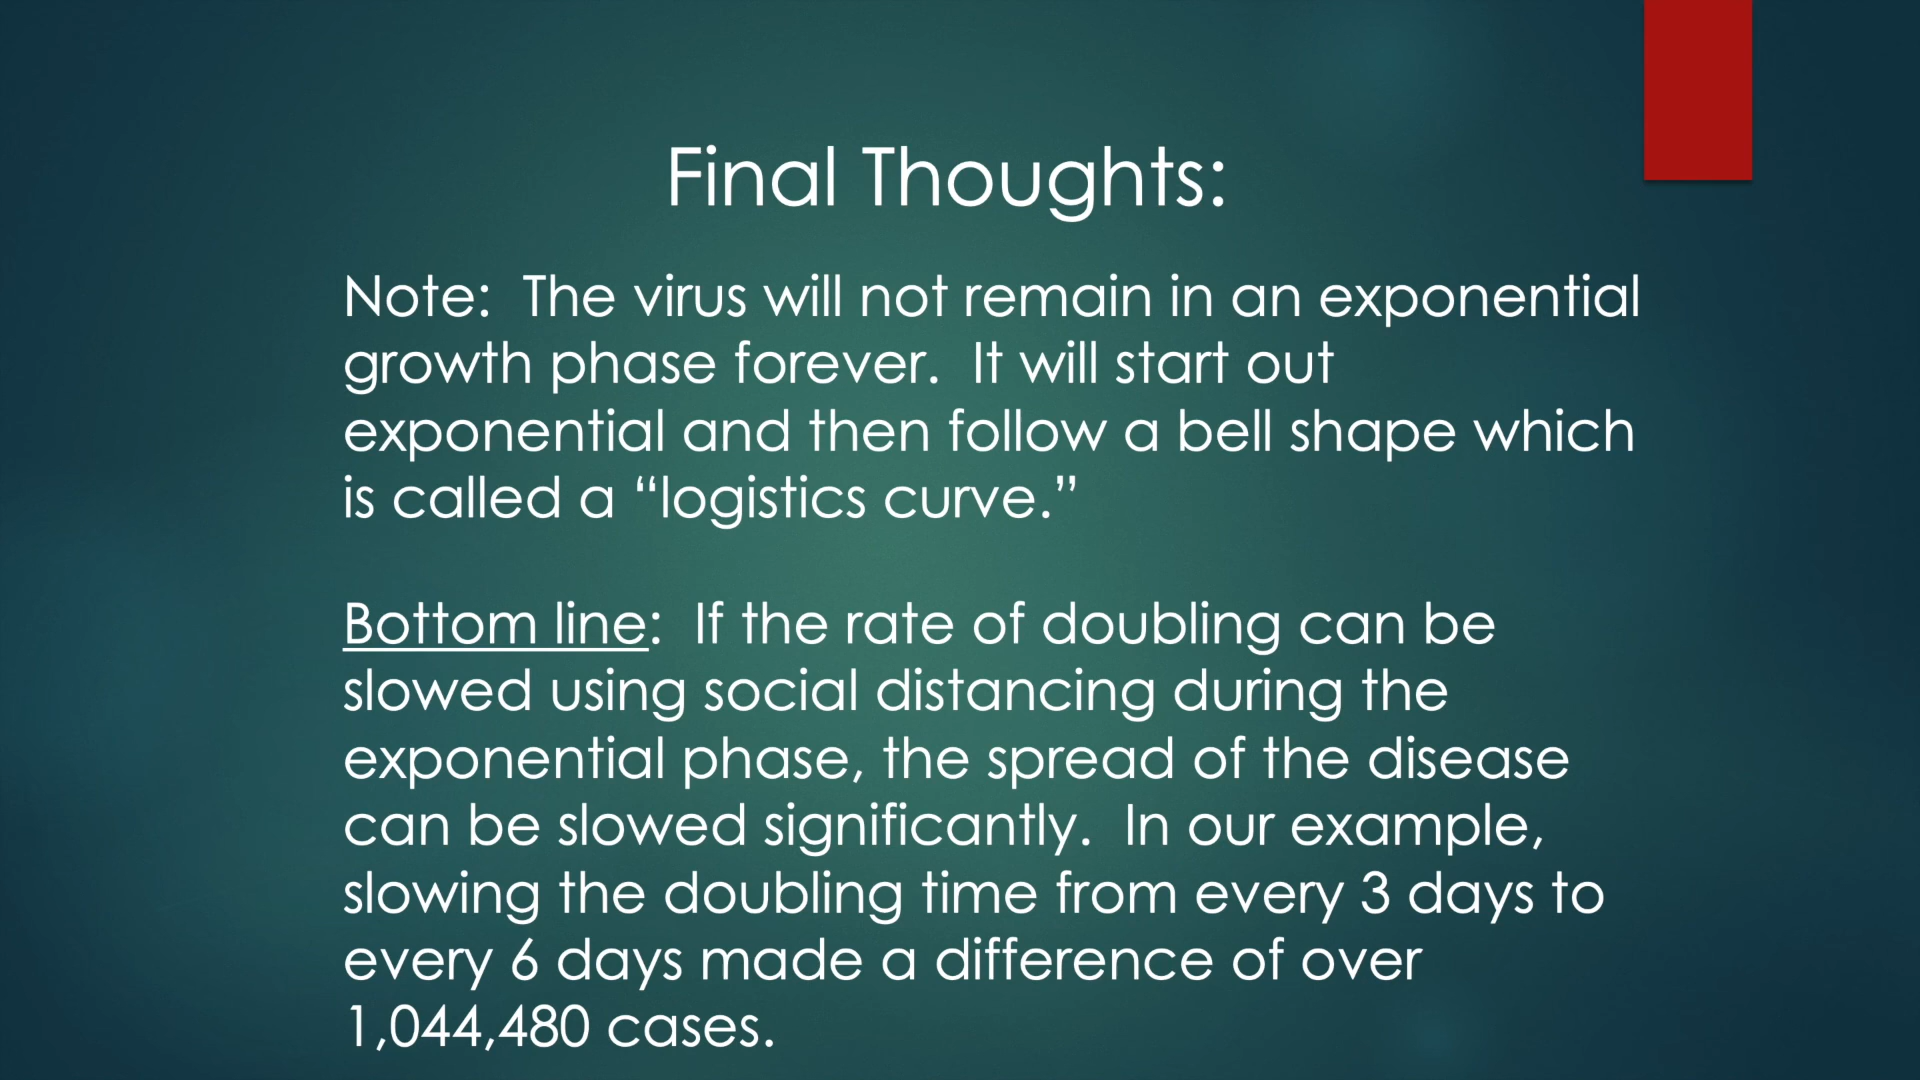 Final Thoughts:
Note:  The virus will not remain in an exponential
growth phase forever.  It will start out
exponential and then follow a bell shape which
is called a “logistics curve.”
Bottom line:  If the rate of doubling can be
slowed using social distancing during the
exponential phase, the spread of the disease
can be slowed significantly.  In our example,
slowing the doubling time from every 3 days to
every 6 days made a difference of over
1,044,480 cases.